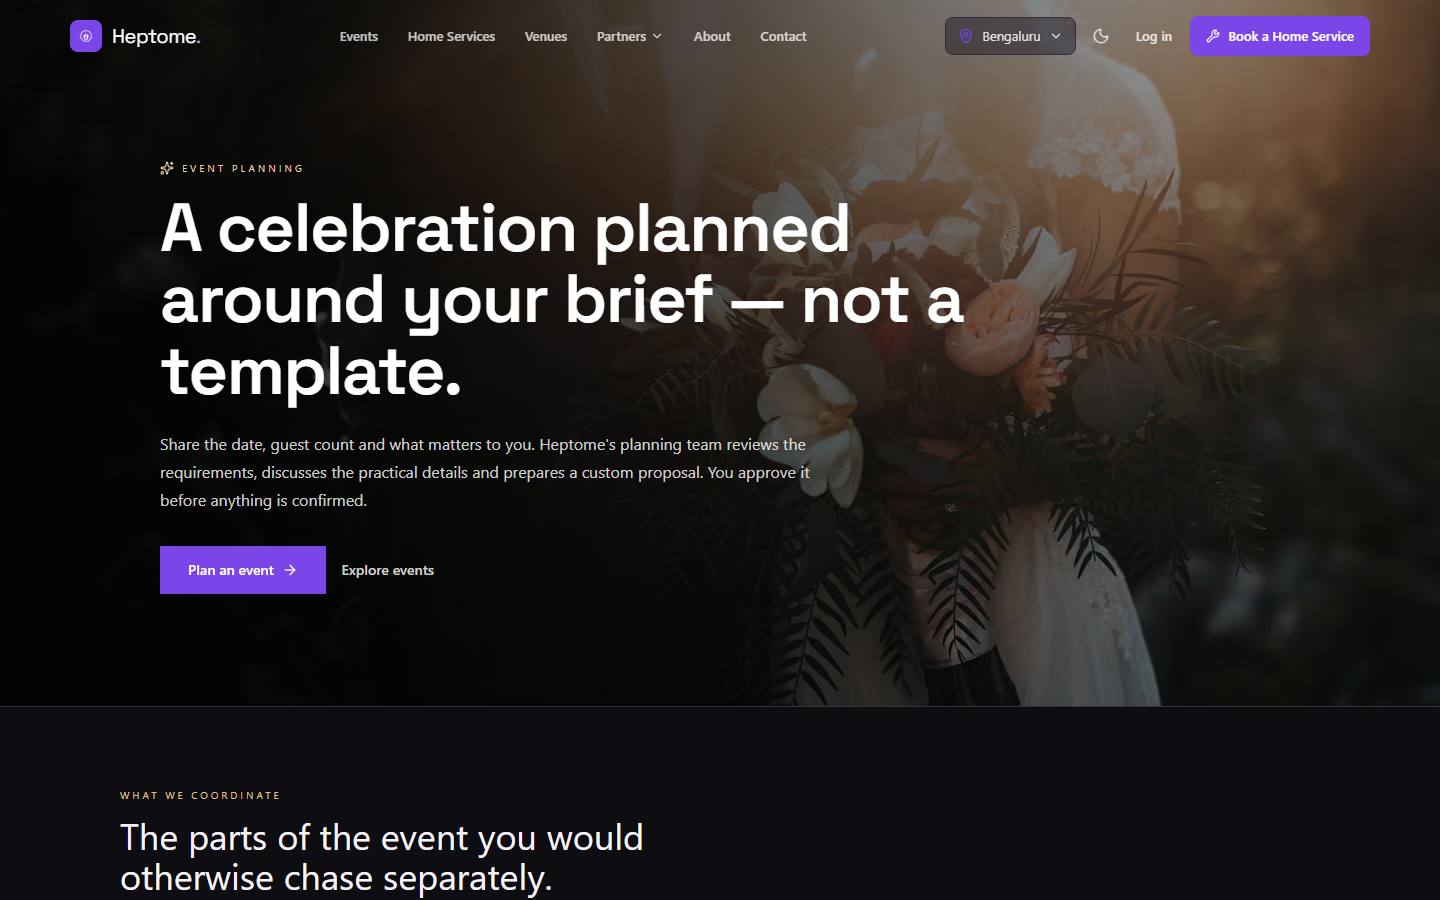 Heptome.
Events
Home Services
Venues
Partners
About
Contact
Bengaluru
Log in
Book a Home Service
EVENT PLANNING
A celebration planned
around your brief — not a
template.
Share the date, guest count and what matters to you. Heptome's planning team reviews the
requirements, discusses the practical details and prepares a custom proposal. You approve it
before anything is confirmed.
Plan an event
Explore events
WHAT WE COORDINATE
The parts of the event you would
otherwise chase separately.